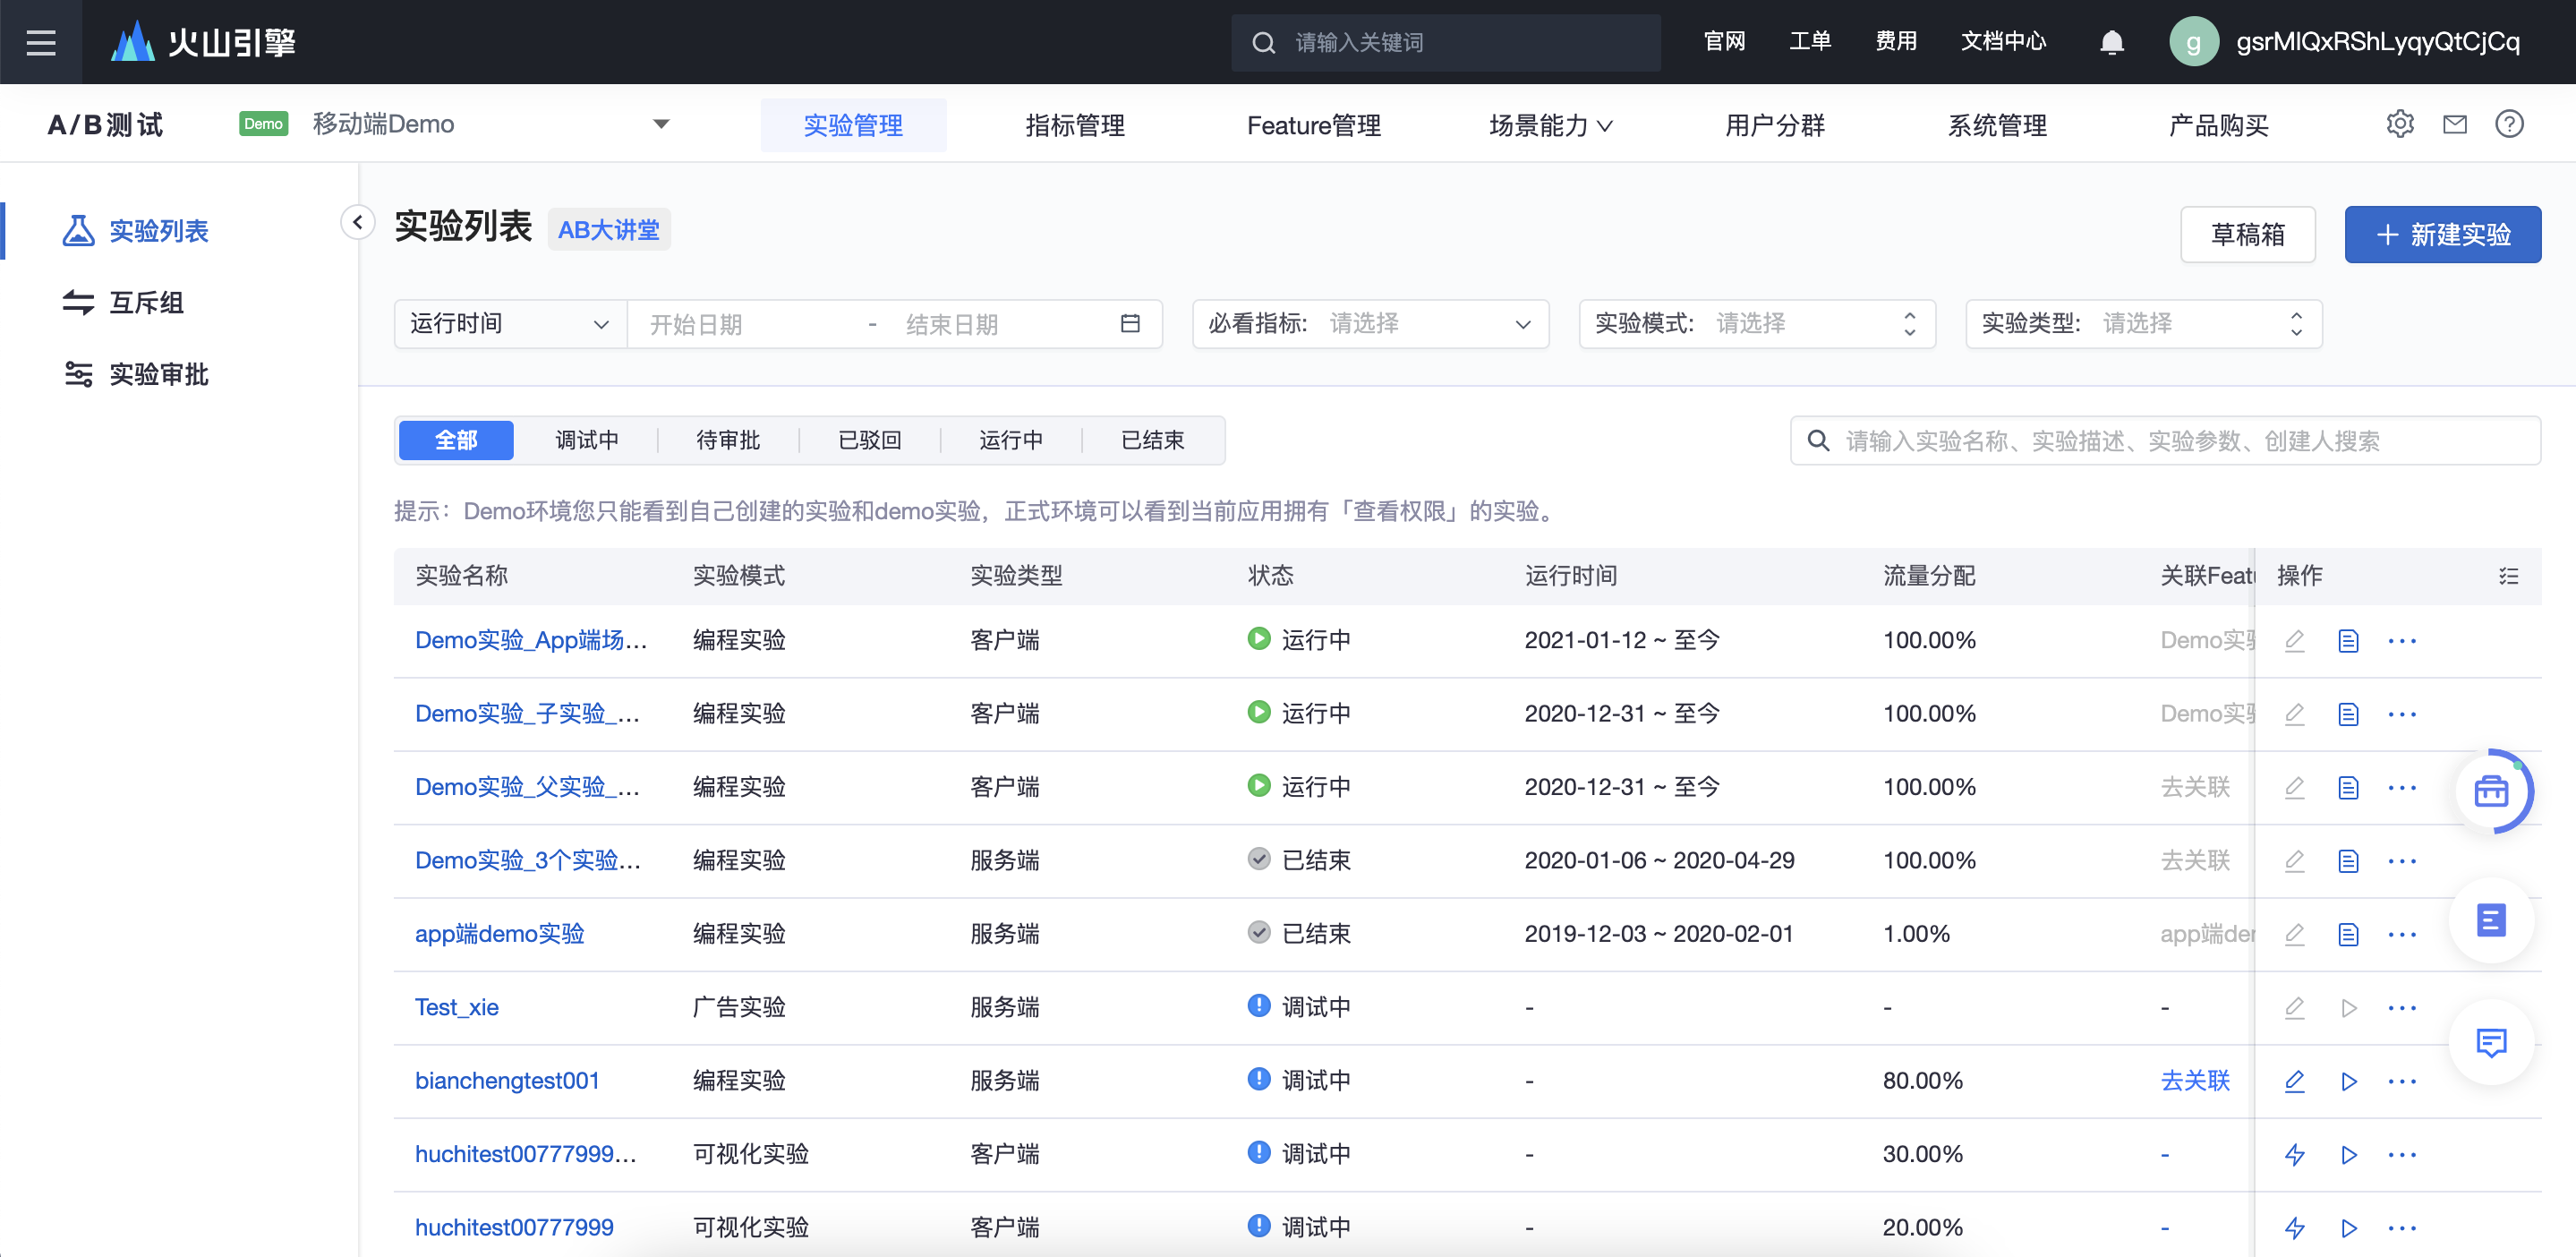 火山引擎
请输入关键词
官网 工单 费用 文档中心
g gsrMlQxRShLyqyQtCjCq
A/B测试 Demo 移动端Demo 实验管理 指标管理 Feature管理 场景能力 用户分群 系统管理 产品购买
实验列表
互斥组
实验审批
实验列表 AB大讲堂 草稿箱 + 新建实验
运行时间 开始日期 - 结束日期 必看指标: 请选择 实验模式: 请选择 实验类型: 请选择
全部 调试中 待审批 已驳回 运行中 已结束 请输入实验名称、实验描述、实验参数、创建人搜索
提示：Demo环境您只能看到自己创建的实验和demo实验，正式环境可以看到当前应用拥有「查看权限」的实验。
实验名称 实验模式 实验类型 状态 运行时间 流量分配 关联Featu 操作
Demo实验_App端场... 编程实验 客户端 运行中 2021-01-12 ~ 至今 100.00% Demo实验
Demo实验_子实验_... 编程实验 客户端 运行中 2020-12-31 ~ 至今 100.00% Demo实验
Demo实验_父实验_... 编程实验 客户端 运行中 2020-12-31 ~ 至今 100.00% 去关联
Demo实验_3个实验... 编程实验 服务端 已结束 2020-01-06 ~ 2020-04-29 100.00% 去关联
app端demo实验 编程实验 服务端 已结束 2019-12-03 ~ 2020-02-01 1.00% app端der
Test_xie 广告实验 服务端 调试中 - - -
bianchengtest001 编程实验 服务端 调试中 - 80.00% 去关联
huchitest00777999... 可视化实验 客户端 调试中 - 30.00% -
huchitest00777999 可视化实验 客户端 调试中 - 20.00% -